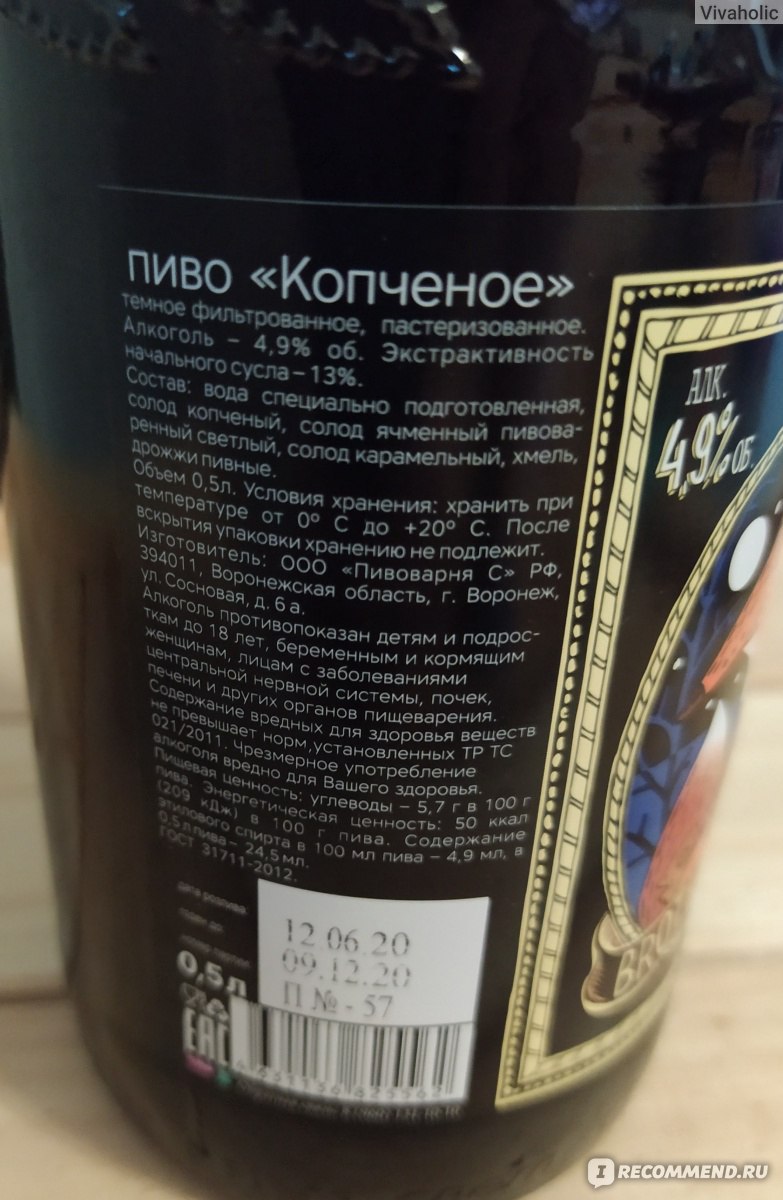 Vivaholic
пиво «Копченое»
темное фильтрованное, пастеризованное.
Алкоголь – 4,9% об. Экстрактивность
начального сусла – 13%.
Состав: вода специально подготовленная,
солод копченый, солод ячменный пивова-
ренный светлый, солод карамельный, хмель,
дрожжи пивные.
Объем 0,5л. Условия хранения: хранить при
температуре от 0° С до +20° С. После
вскрытия упаковки хранению не подлежит.
Изготовитель: ООО «Пивоварня С» РФ,
394011, Воронежская область, г. Воронеж,
ул. Сосновая, д. 6 а.
Алкоголь противопоказан детям и подрос-
ткам до 18 лет, беременным и кормящим
женщинам, лицам с заболеваниями
центральной нервной системы, почек,
печени и других органов пищеварения.
Содержание вредных для здоровья веществ
не превышает норм, установленных ТР ТС
021/2011. Чрезмерное употребление
алкоголя вредно для Вашего здоровья.
Пищевая ценность: углеводы – 5,7 г в 100 г
пива. Энергетическая ценность: 50 ккал
(209 кДж) в 100 г пива. Содержание
этилового спирта в 100 мл пива – 4,9 мл, в
0,5 л пива – 24,5 мл.
ГОСТ 31711-2012.
дата розлива:
годен до:
12.06.20
09.12.20
П № - 57
0,5 л
EAC
АЛК.
4,9% ОБ.
IRECOMMEND.RU